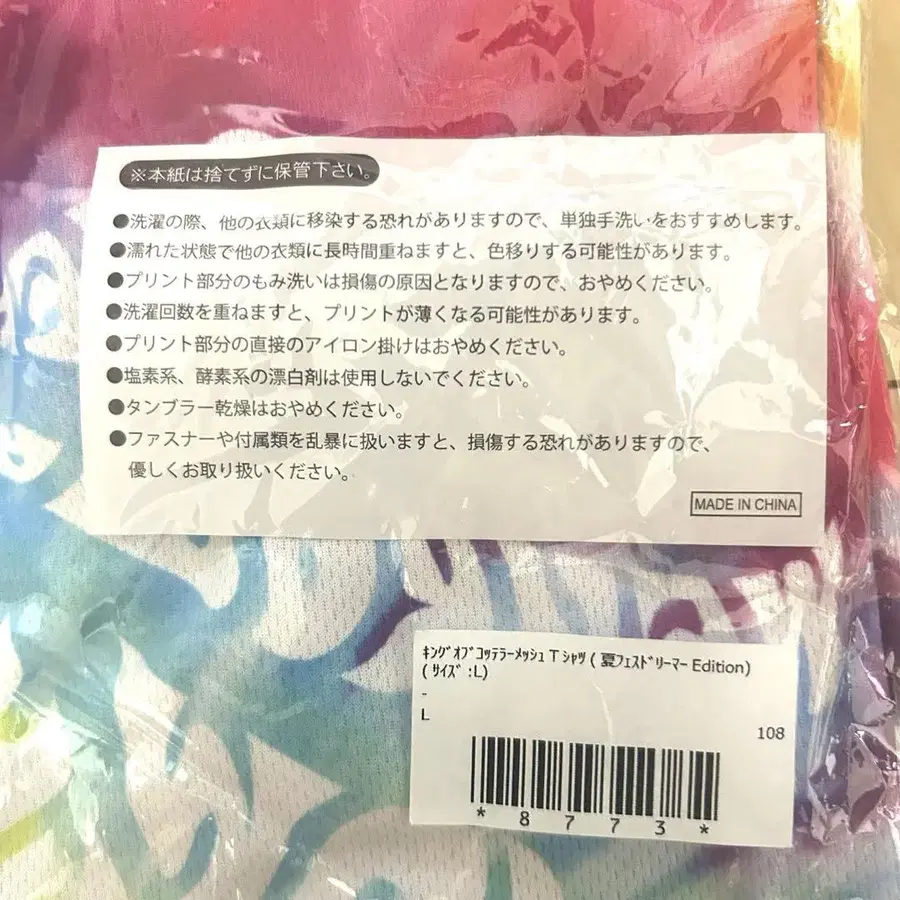 ※本紙は捨てずに保管下さい。
●洗濯の際、他の衣類に移染する恐れがありますので、単独手洗いをおすすめします。
●濡れた状態で他の衣類に長時間重ねますと、色移りする可能性があります。
●プリント部分のもみ洗いは損傷の原因となりますので、おやめください。
●洗濯回数を重ねますと、プリントが薄くなる可能性があります。
●プリント部分の直接のアイロン掛けはおやめください。
●塩素系、酵素系の漂白剤は使用しないでください。
●タンブラー乾燥はおやめください。
●ファスナーや付属類を乱暴に扱いますと、損傷する恐れがありますので、
優しくお取り扱いください。
MADE IN CHINA
ｷﾝｸﾞｵﾌﾞｺｯﾃﾗｰﾒｯｼｭ T ｼｬﾂ ( 夏ﾌｪｽﾄﾞﾘｰﾏｰ Edition)
( ｻｲｽﾞ :L)
-
L
108
*8773*